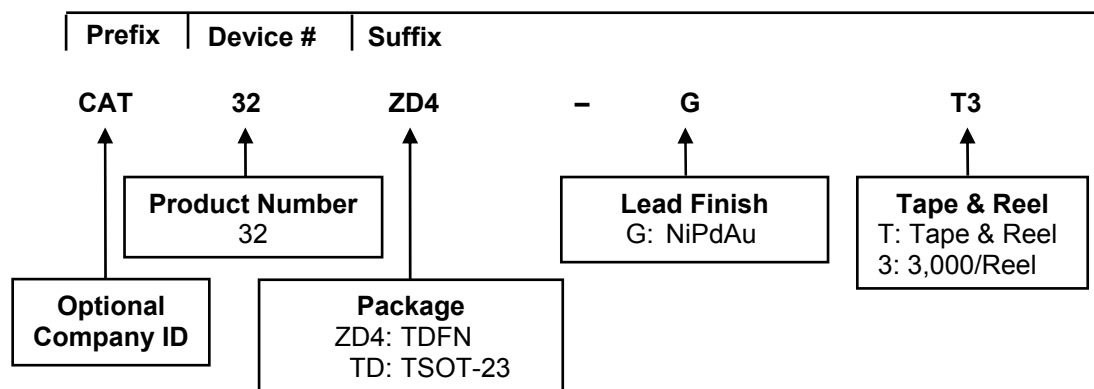 Prefix Device # Suffix
CAT 32 ZD4 – G T3
Product Number
32
Lead Finish
G: NiPdAu
Tape & Reel
T: Tape & Reel
3: 3,000/Reel
Optional
Company ID
Package
ZD4: TDFN
TD: TSOT-23